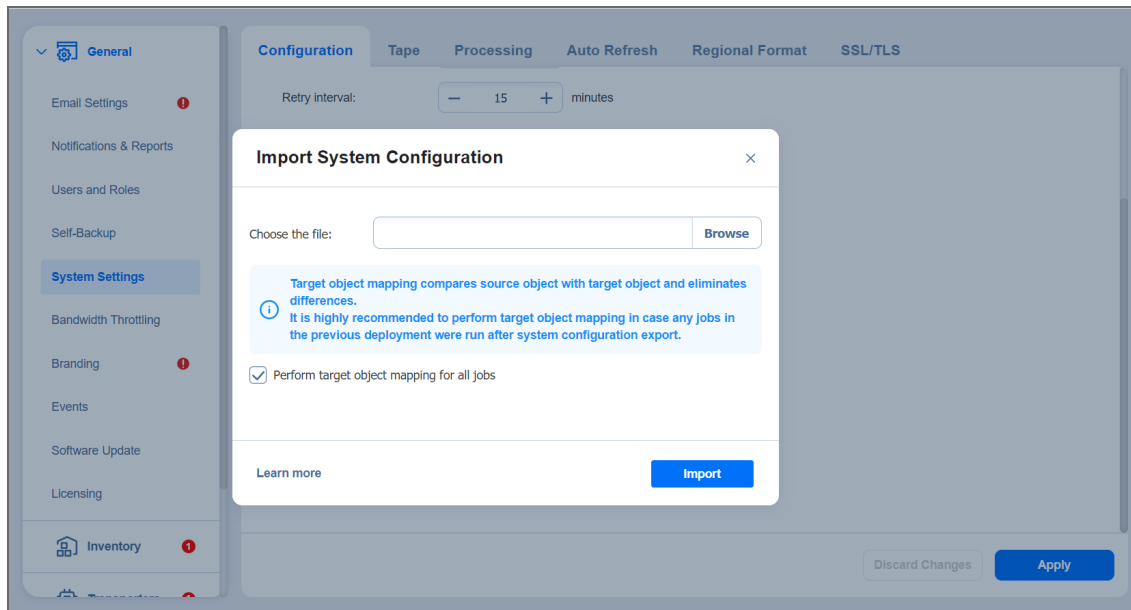 General
Email Settings
Notifications & Reports
Users and Roles
Self-Backup
System Settings
Bandwidth Throttling
Branding
Events
Software Update
Licensing
Inventory 1
Configuration Tape Processing Auto Refresh Regional Format SSL/TLS
Retry interval: 15 minutes
Import System Configuration
Choose the file: Browse
Target object mapping compares source object with target object and eliminates
differences.
It is highly recommended to perform target object mapping in case any jobs in
the previous deployment were run after system configuration export.
Perform target object mapping for all jobs
Learn more Import
Discard Changes Apply